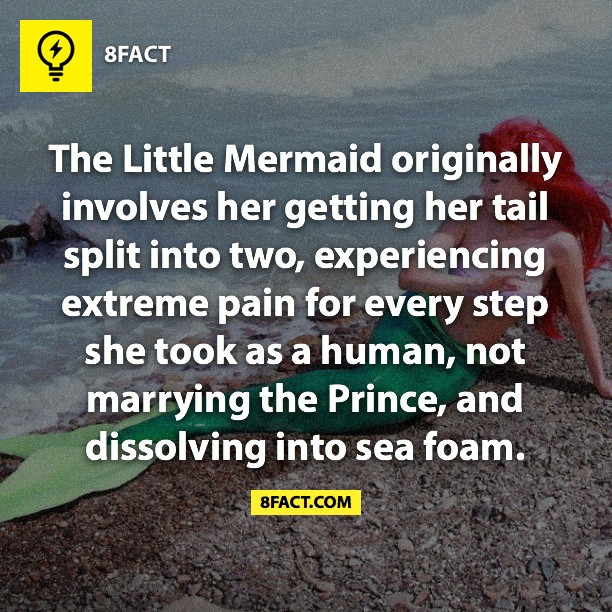 8FACT
The Little Mermaid originally
involves her getting her tail
split into two, experiencing
extreme pain for every step
she took as a human, not
marrying the Prince, and
dissolving into sea foam.
8FACT.COM